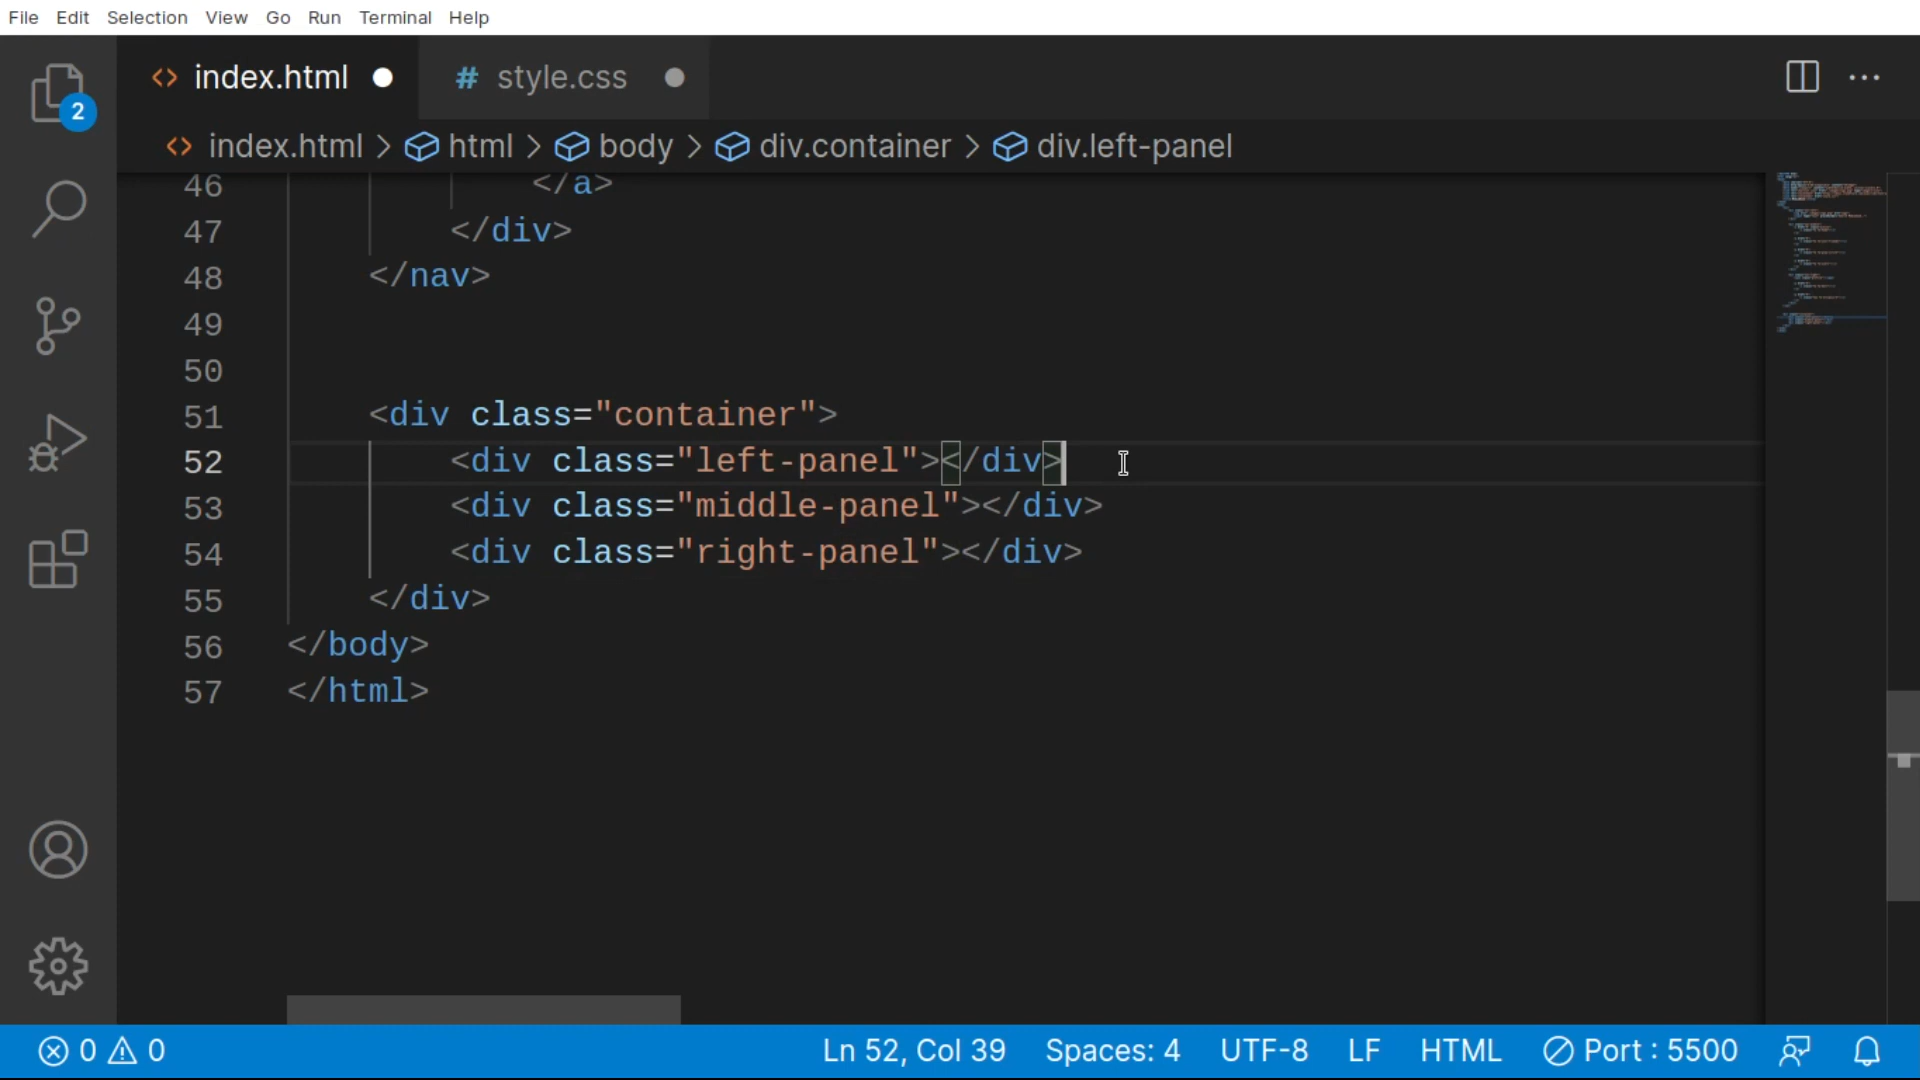 File Edit Selection View Go Run Terminal Help
index.html # style.css
2
index.html > html > body > div.container > div.left-panel
46 </a>
47 </div>
48 </nav>
49
50
51 <div class="container">
52 <div class="left-panel"></div>
53 <div class="middle-panel"></div>
54 <div class="right-panel"></div>
55 </div>
56 </body>
57 </html>
0 0 Ln 52, Col 39 Spaces: 4 UTF-8 LF HTML Port : 5500